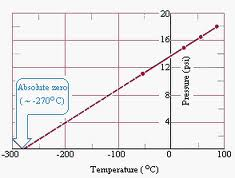 20
16
12
8
4
Pressure (psi)
Absolute zero
(~ -270°C)
-300
-200
-100
0
100
Temperature (°C)